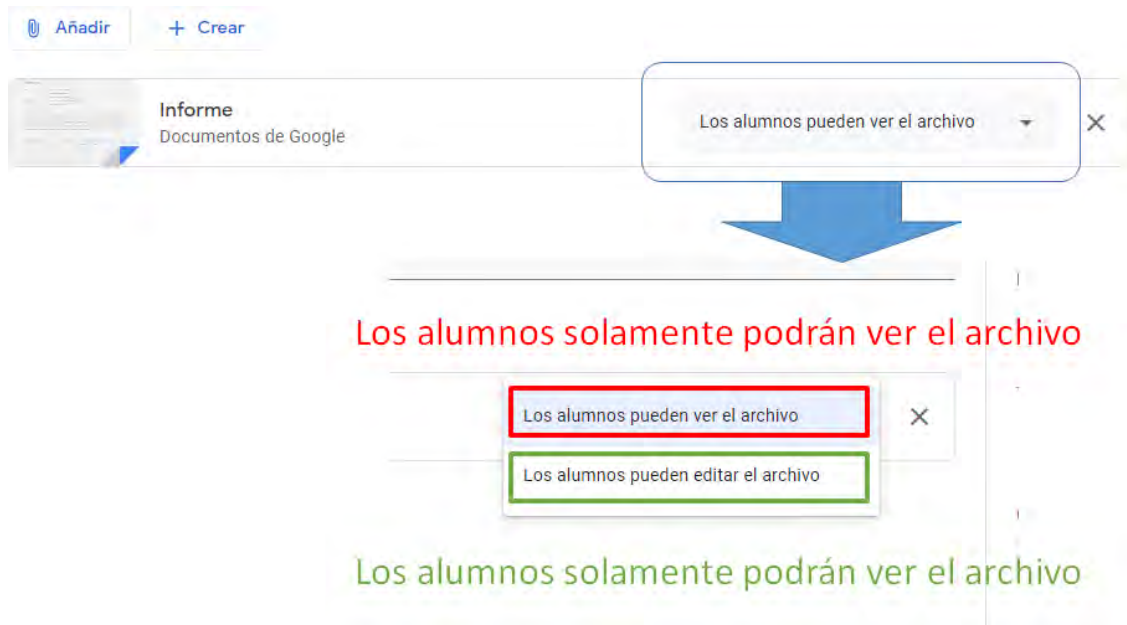 Añadir + Crear
Informe
Documentos de Google
Los alumnos pueden ver el archivo
Los alumnos solamente podrán ver el archivo
Los alumnos pueden ver el archivo
Los alumnos pueden editar el archivo
Los alumnos solamente podrán ver el archivo